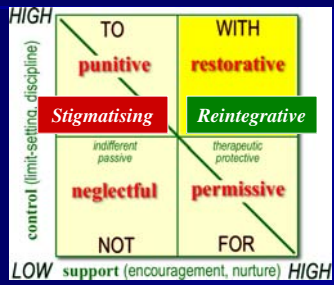 HIGH
TO WITH
punitive restorative
Stigmatising Reintegrative
indifferent therapeutic
passive protective
neglectful permissive
NOT FOR
control (limit-setting, discipline)
LOW support (encouragement, nurture) HIGH